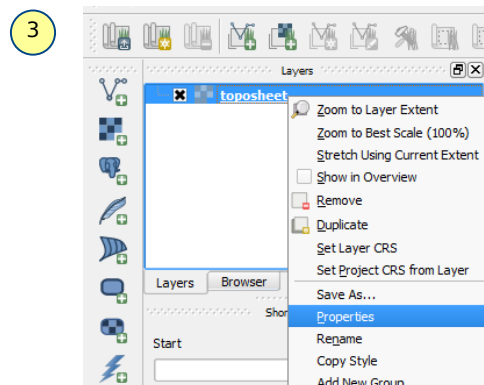 3
Layers
toposheet
Zoom to Layer Extent
Zoom to Best Scale (100%)
Stretch Using Current Extent
Show in Overview
Remove
Duplicate
Set Layer CRS
Set Project CRS from Layer
Layers Browser
Save As...
Properties
Rename
Copy Style
Add New Group
Shor
Start